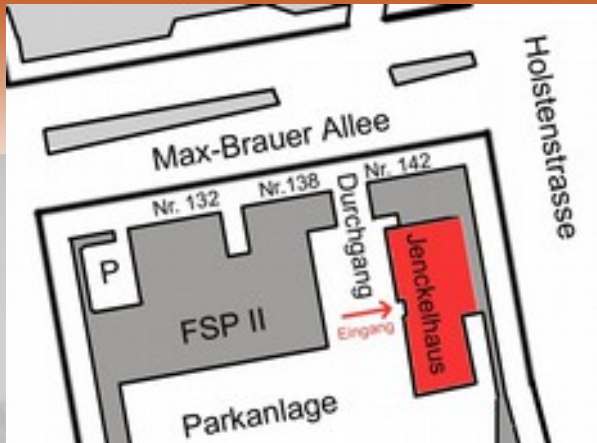 Holstenstrasse
Max-Brauer Allee
Nr. 132
Nr.138
Nr. 142
Durchgang
P
Jenckelhaus
FSP II
Eingang
Parkanlage